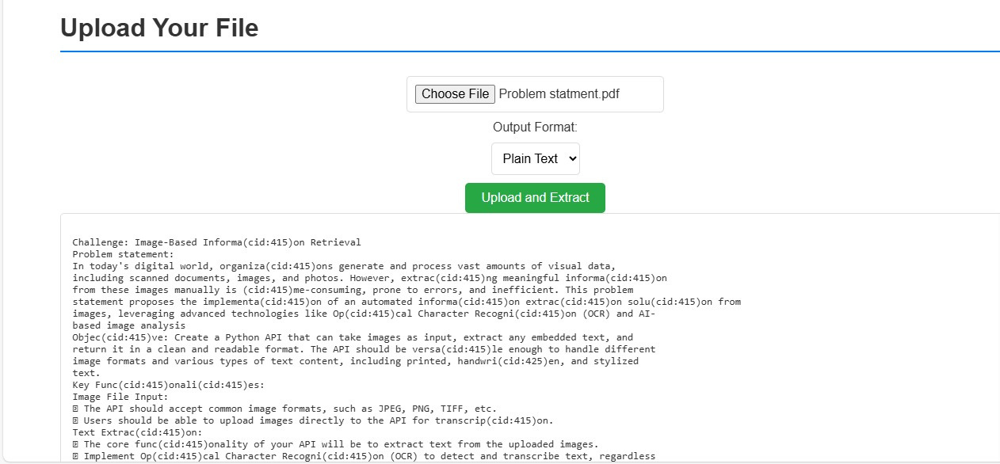 Upload Your File
Choose File Problem statment.pdf
Output Format:
Plain Text
Upload and Extract
Challenge: Image-Based Informa(cid:415)on Retrieval
Problem statement:
In today's digital world, organiza(cid:415)ons generate and process vast amounts of visual data,
including scanned documents, images, and photos. However, extrac(cid:415)ng meaningful informa(cid:415)on
from these images manually is (cid:415)me-consuming, prone to errors, and inefficient. This problem
statement proposes the implementa(cid:415)on of an automated informa(cid:415)on extrac(cid:415)on solu(cid:415)on from
images, leveraging advanced technologies like Op(cid:415)cal Character Recogni(cid:415)on (OCR) and AI-
based image analysis
Objec(cid:415)ve: Create a Python API that can take images as input, extract any embedded text, and
return it in a clean and readable format. The API should be versa(cid:415)le enough to handle different
image formats and various types of text content, including printed, handwri(cid:425)en, and stylized
text.
Key Func(cid:415)onali(cid:415)es:
Image File Input:
 The API should accept common image formats, such as JPEG, PNG, TIFF, etc.
 Users should be able to upload images directly to the API for transcrip(cid:415)on.
Text Extrac(cid:415)on:
 The core func(cid:415)onality of your API will be to extract text from the uploaded images.
 Implement Op(cid:415)cal Character Recogni(cid:415)on (OCR) to detect and transcribe text, regardless